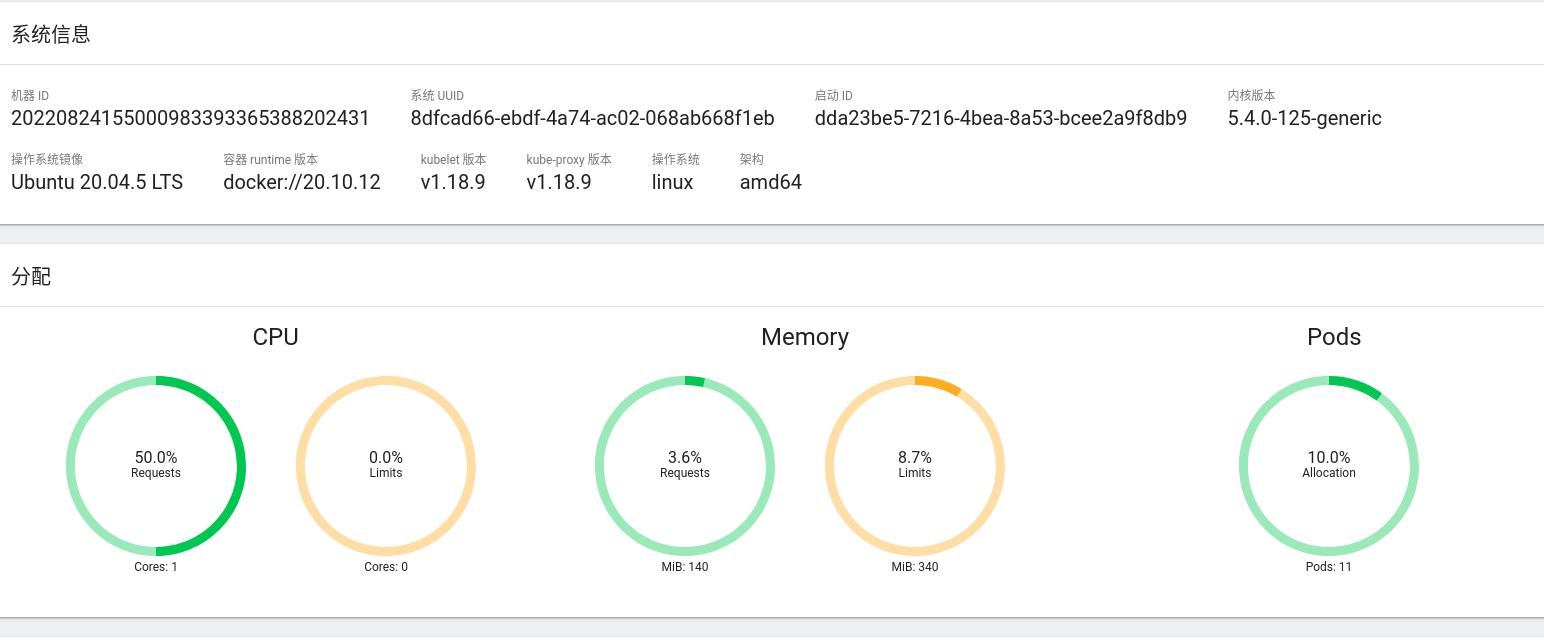 系统信息
机器 ID 系统 UUID 启动 ID 内核版本
20220824155000983393365388202431 8dfcad66-ebdf-4a74-ac02-068ab668f1eb dda23be5-7216-4bea-8a53-bcee2a9f8db9 5.4.0-125-generic
操作系统镜像 容器 runtime 版本 kubelet 版本 kube-proxy 版本 操作系统 架构
Ubuntu 20.04.5 LTS docker://20.10.12 v1.18.9 v1.18.9 linux amd64
分配
CPU Memory Pods
50.0% 0.0% 3.6% 8.7% 10.0%
Requests Limits Requests Limits Allocation
Cores: 1 Cores: 0 MiB: 140 MiB: 340 Pods: 11